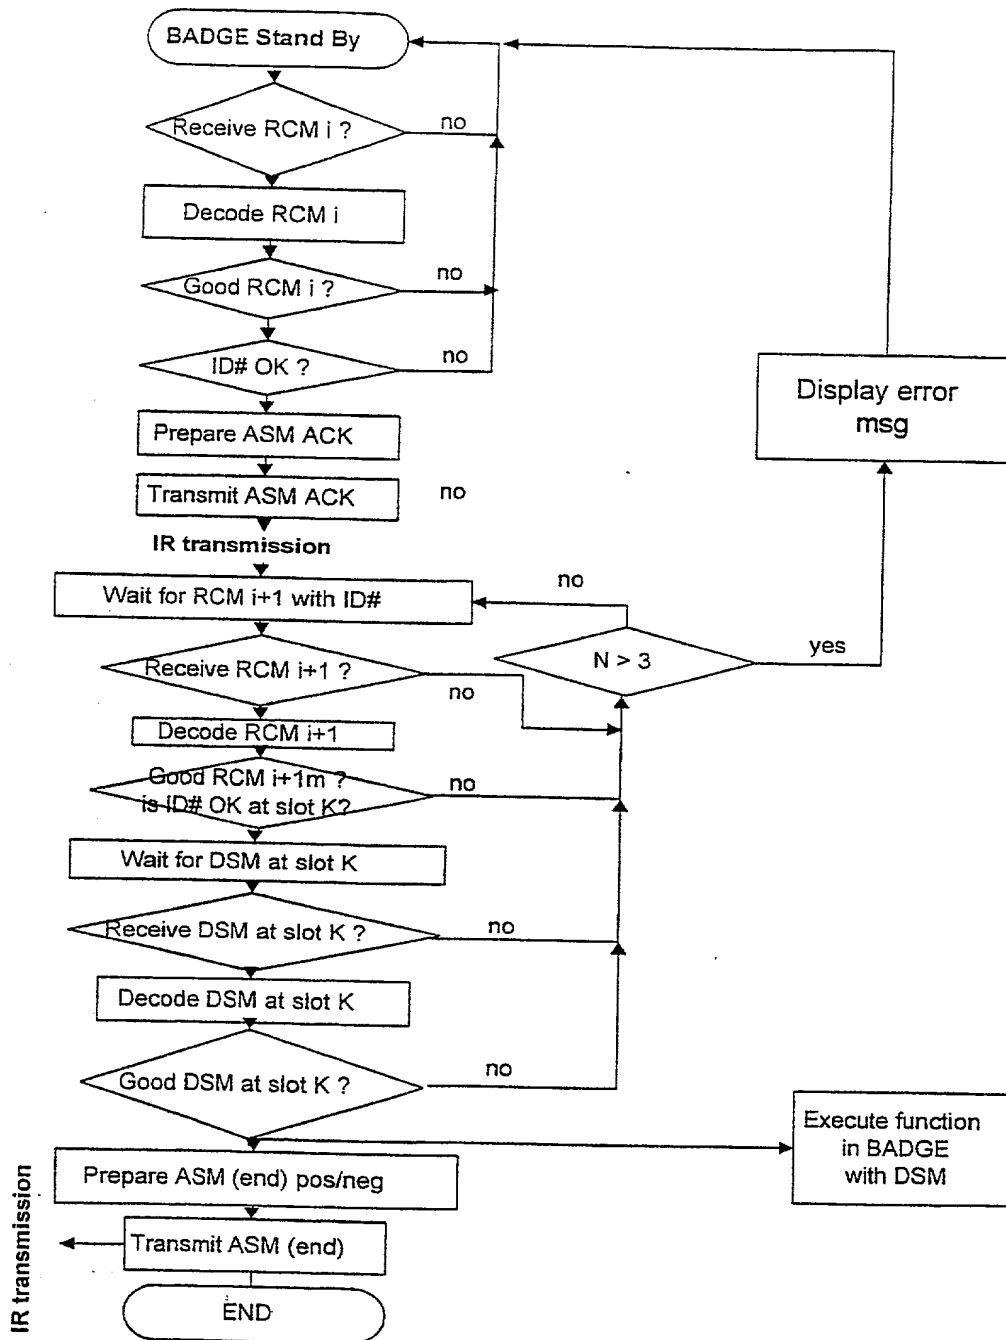 BADGE Stand By
Receive RCM i ?
no
Decode RCM i
Good RCM i ?
no
ID# OK ?
no
Display error
msg
Prepare ASM ACK
Transmit ASM ACK
no
IR transmission
no
Wait for RCM i+1 with ID#
N > 3
yes
Receive RCM i+1 ?
no
Decode RCM i+1
Good RCM i+1m ?
is ID# OK at slot K?
no
Wait for DSM at slot K
Receive DSM at slot K ?
no
Decode DSM at slot K
Good DSM at slot K ?
no
Execute function
in BADGE
with DSM
Prepare ASM (end) pos/neg
IR transmission
Transmit ASM (end)
END